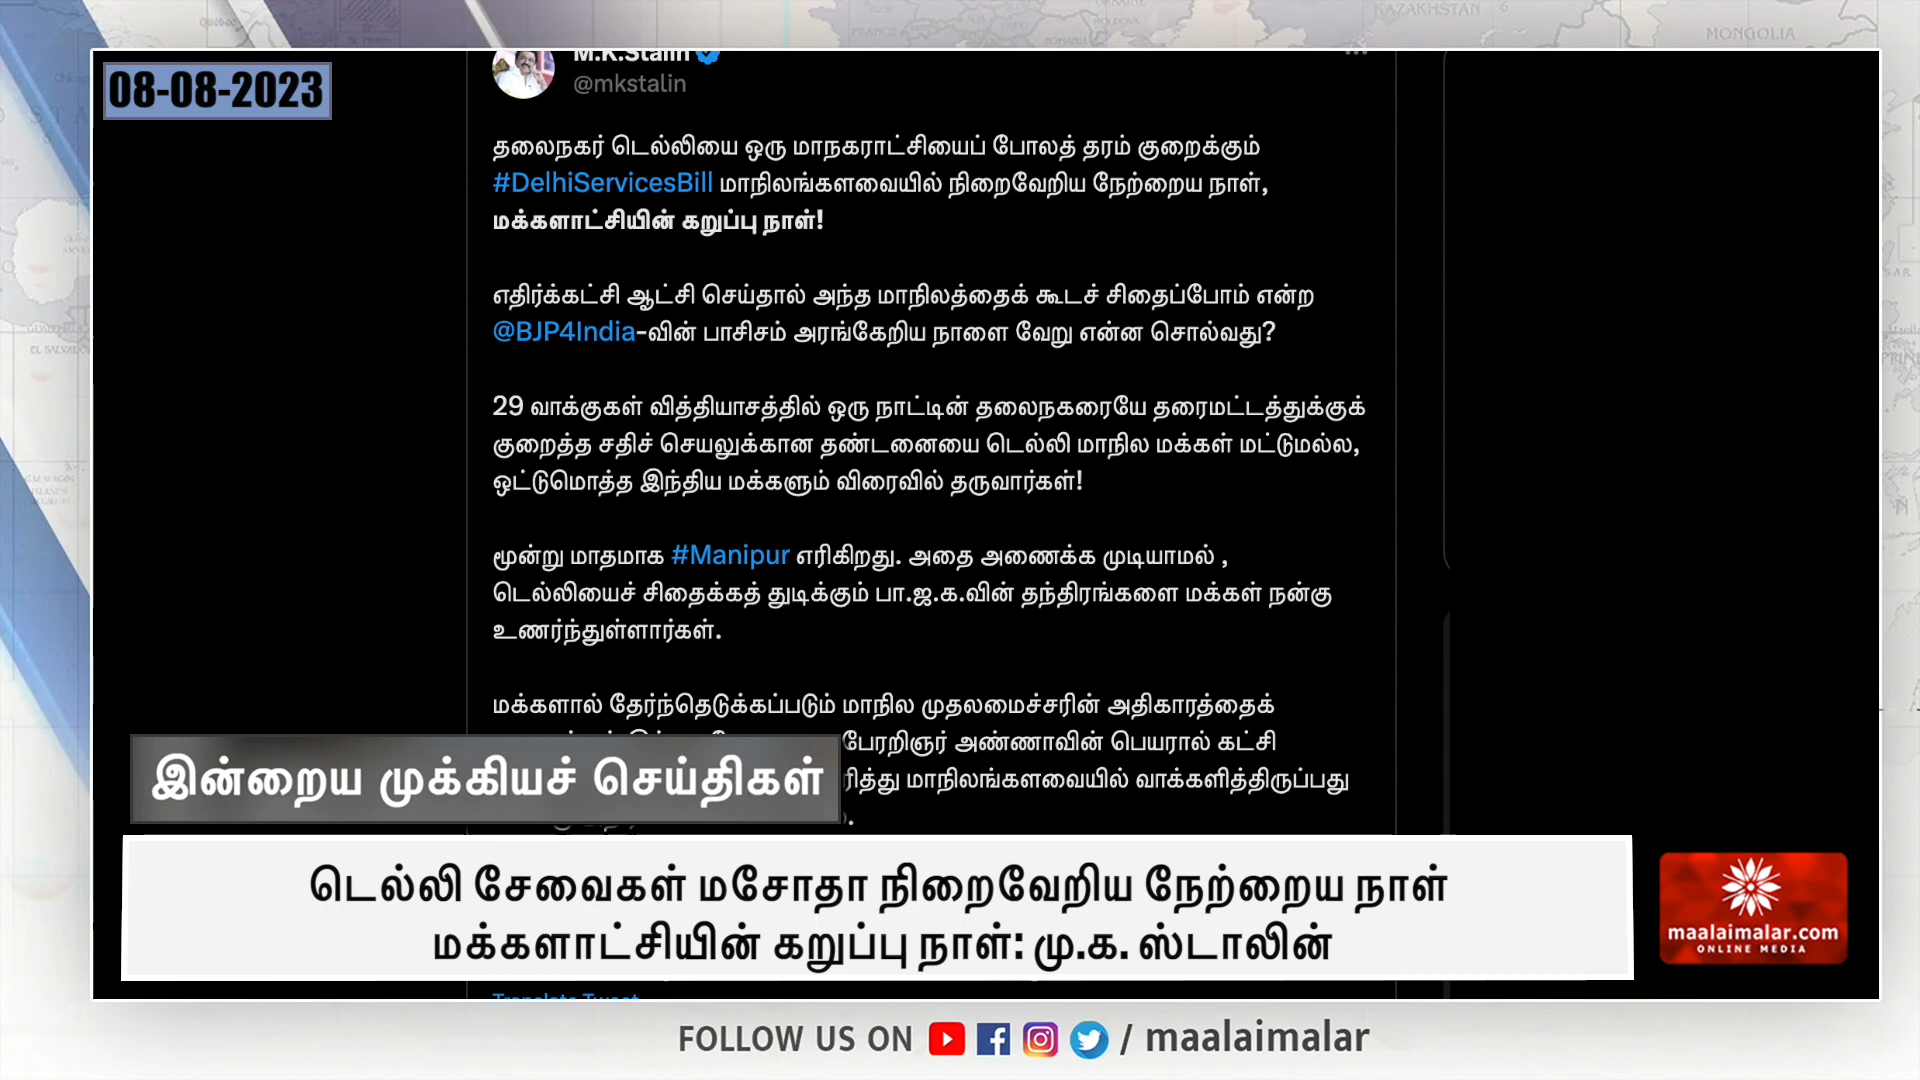 08-08-2023
M.K.Stalin
@mkstalin
தலைநகர் டெல்லியை ஒரு மாநகராட்சியைப் போலத் தரம் குறைக்கும்
#DelhiServicesBill மாநிலங்களவையில் நிறைவேறிய நேற்றைய நாள்,
மக்களாட்சியின் கறுப்பு நாள்!
எதிர்க்கட்சி ஆட்சி செய்தால் அந்த மாநிலத்தைக் கூடச் சிதைப்போம் என்ற
@BJP4India-வின் பாசிசம் அரங்கேறிய நாளை வேறு என்ன சொல்வது?
29 வாக்குகள் வித்தியாசத்தில் ஒரு நாட்டின் தலைநகரையே தரைமட்டத்துக்குக்
குறைத்த சதிச் செயலுக்கான தண்டனையை டெல்லி மாநில மக்கள் மட்டுமல்ல,
ஒட்டுமொத்த இந்திய மக்களும் விரைவில் தருவார்கள்!
மூன்று மாதமாக #Manipur எரிகிறது. அதை அணைக்க முடியாமல் ,
டெல்லியைச் சிதைக்கத் துடிக்கும் பா.ஜ.க.வின் தந்திரங்களை மக்கள் நன்கு
உணர்ந்துள்ளார்கள்.
மக்களால் தேர்ந்தெடுக்கப்படும் மாநில முதலமைச்சரின் அதிகாரத்தைக்
பேரறிஞர் அண்ணாவின் பெயரால் கட்சி
மாநிலங்களவையில் வாக்களித்திருப்பது
இன்றைய முக்கியச் செய்திகள்
டெல்லி சேவைகள் மசோதா நிறைவேறிய நேற்றைய நாள்
மக்களாட்சியின் கறுப்பு நாள்: மு.க. ஸ்டாலின்
maalaimalar.com
ONLINE MEDIA
Translate Tweet
FOLLOW US ON / maalaimalar
KAZAKHSTAN
MONGOLIA